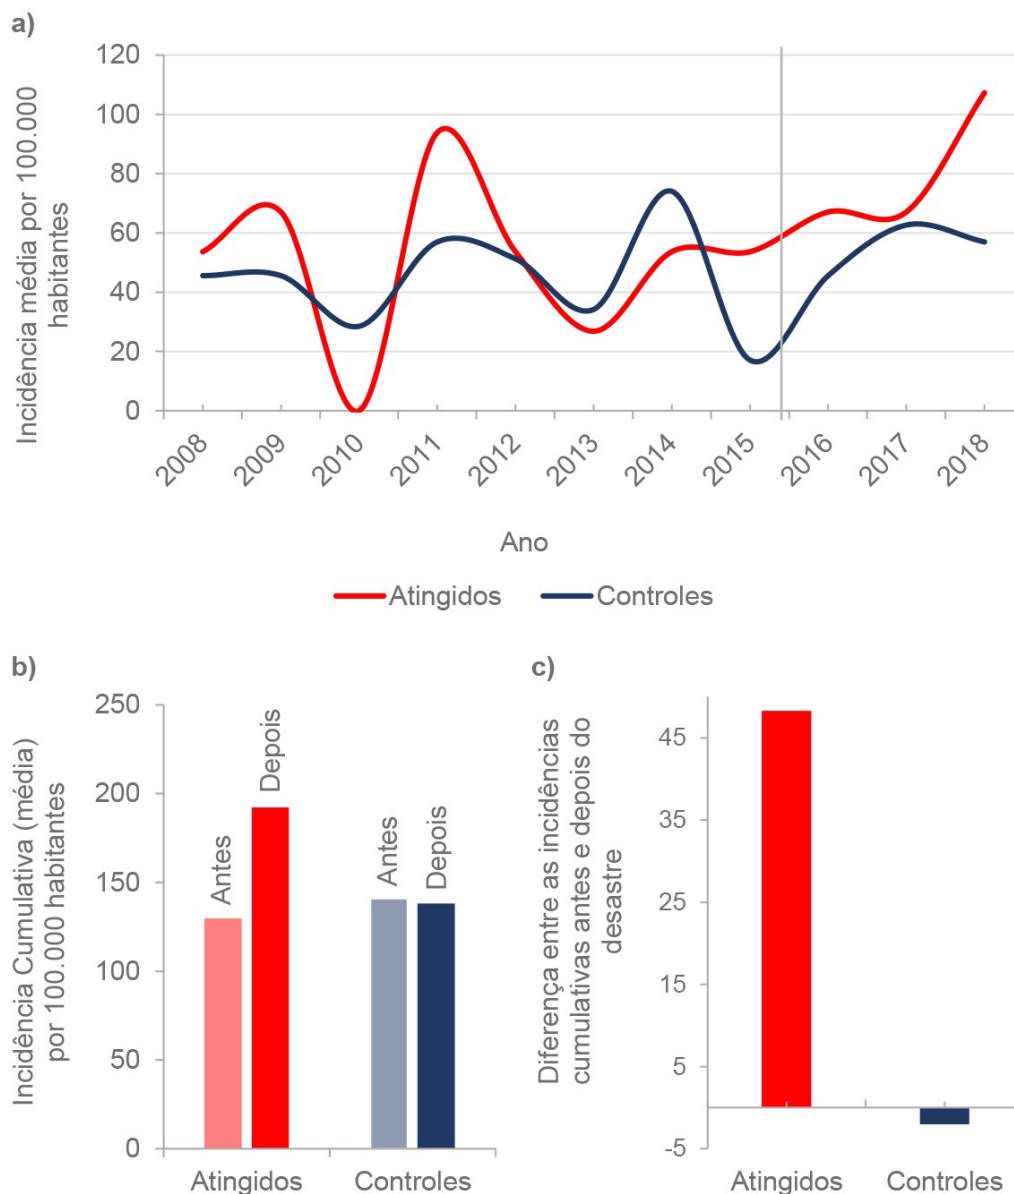 a)
Incidência média por 100.000
habitantes
120
100
80
60
40
20
0
2008
2009
2010
2011
2012
2013
2014
2015
2016
2017
2018
Ano
Atingidos
Controles
b)
Incidência Cumulativa (média)
por 100.000 habitantes
250
200
150
100
50
0
Antes
Depois
Antes
Depois
Atingidos
Controles
c)
Diferença entre as incidências
cumulativas antes e depois do
desastre
45
35
25
15
5
-5
Atingidos
Controles